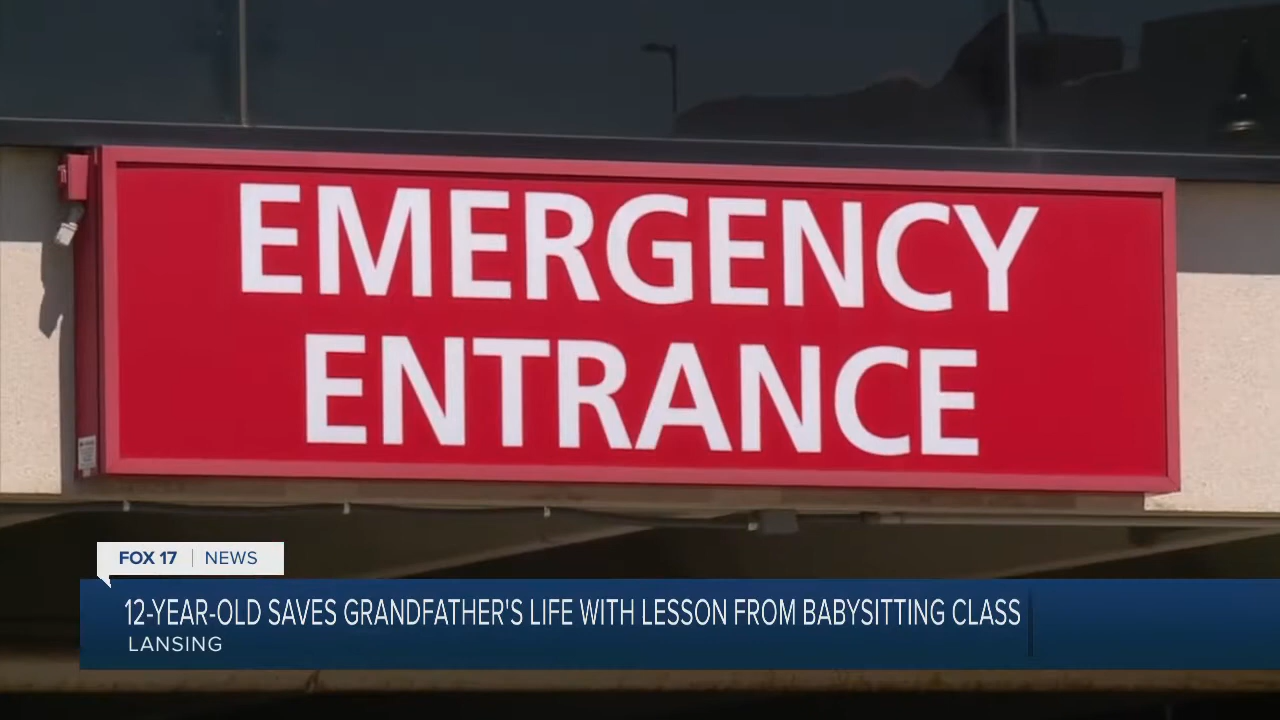 EMERGENCY
ENTRANCE
FOX 17 | NEWS
12-YEAR-OLD SAVES GRANDFATHER'S LIFE WITH LESSON FROM BABYSITTING CLASS
LANSING